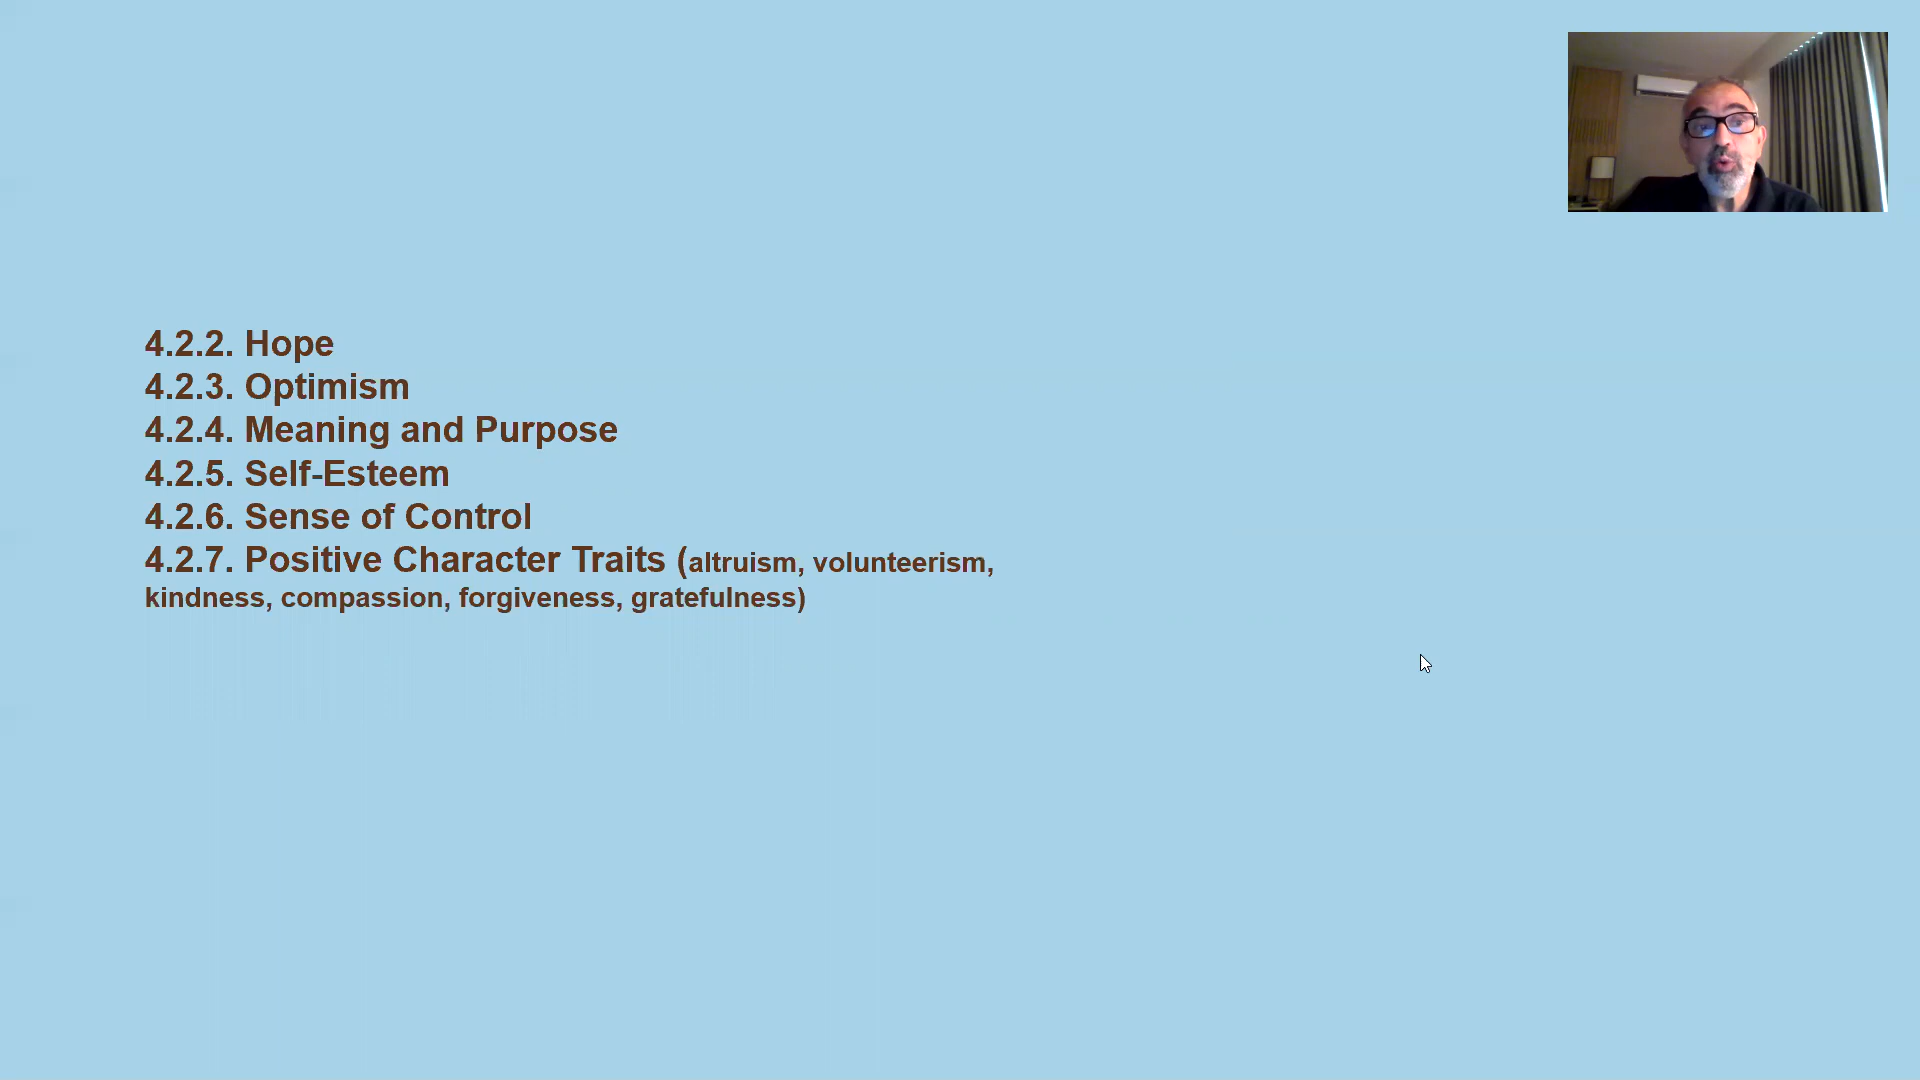 4.2.2. Hope
4.2.3. Optimism
4.2.4. Meaning and Purpose
4.2.5. Self-Esteem
4.2.6. Sense of Control
4.2.7. Positive Character Traits (altruism, volunteerism,
kindness, compassion, forgiveness, gratefulness)